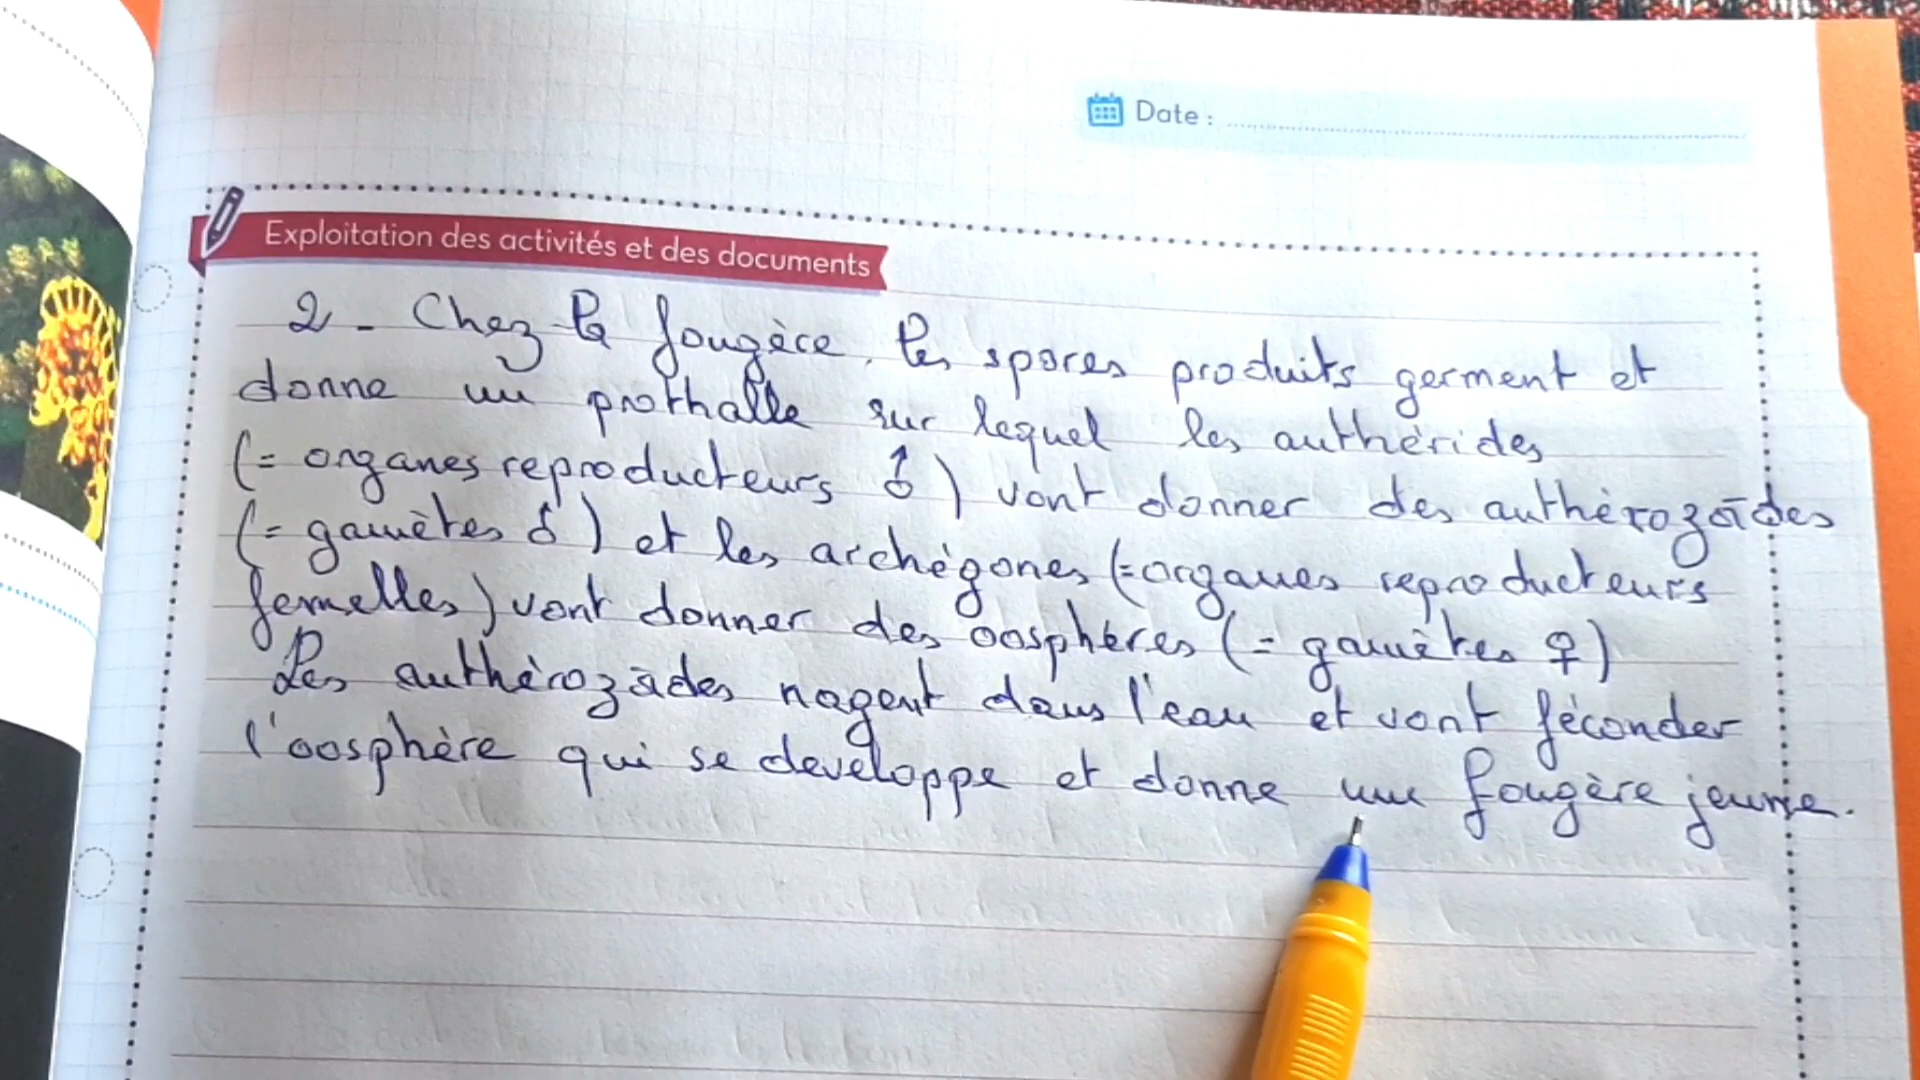 Date :
Exploitation des activités et des documents
2 - Chez la fougère, les spores produits germent et
donne un prothalle sur lequel les anthérides
(= organes reproducteurs ♂) vont donner des anthérozoïdes
(= gamètes ♂) et les archégones (= organes reproducteurs
femelles) vont donner des oosphères (= gamètes ♀)
Les anthérozoïdes nagent dans l'eau et vont féconder
l'oosphère qui se developpe et donne une fougère jeune.